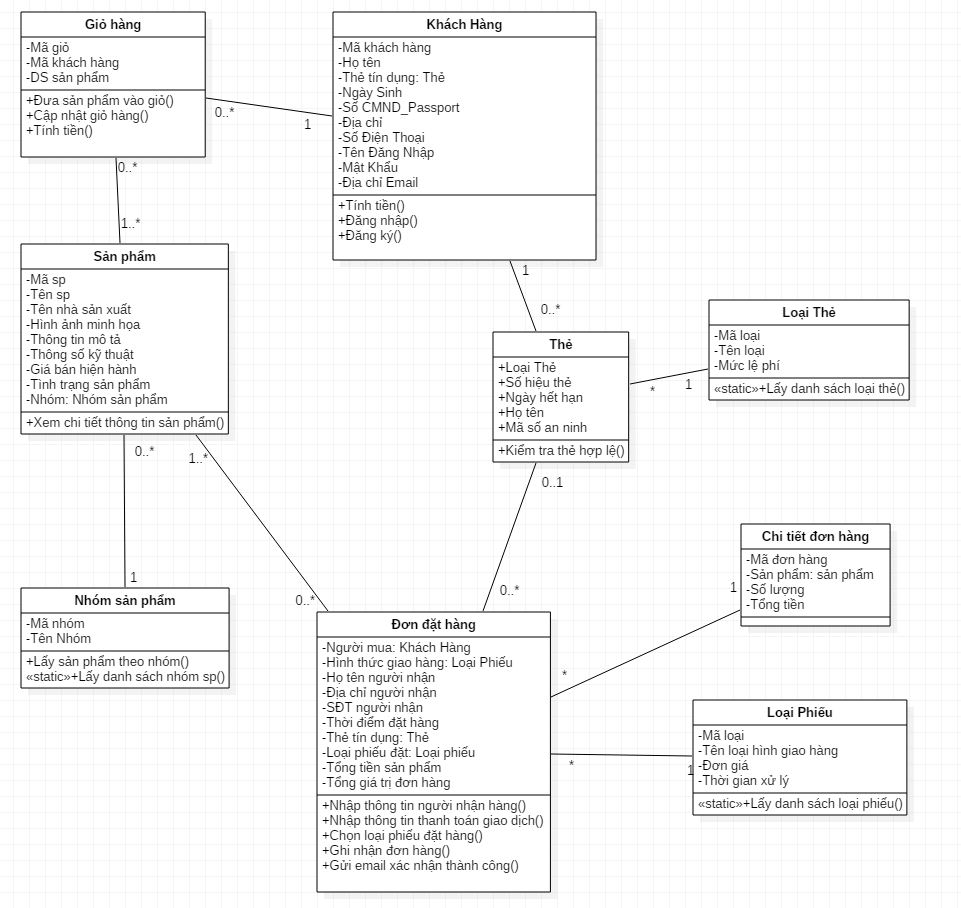 Giỏ hàng
-Mã giỏ
-Mã khách hàng
-DS sản phẩm
+Đưa sản phẩm vào giỏ()
+Cập nhật giỏ hàng()
+Tính tiền()
Khách Hàng
-Mã khách hàng
-Họ tên
-Thẻ tín dụng: Thẻ
-Ngày Sinh
-Số CMND_Passport
-Địa chỉ
-Số Điện Thoại
-Tên Đăng Nhập
-Mật Khẩu
-Địa chỉ Email
+Tính tiền()
+Đăng nhập()
+Đăng ký()
0..*
1
0..*
1..*
Sản phẩm
-Mã sp
-Tên sp
-Tên nhà sản xuất
-Hình ảnh minh họa
-Thông tin mô tả
-Thông số kỹ thuật
-Giá bán hiện hành
-Tình trạng sản phẩm
-Nhóm: Nhóm sản phẩm
+Xem chi tiết thông tin sản phẩm()
1
0..*
Thẻ
+Loại Thẻ
+Số hiệu thẻ
+Ngày hết hạn
+Họ tên
+Mã số an ninh
+Kiểm tra thẻ hợp lệ()
*
1
Loại Thẻ
-Mã loại
-Tên loại
-Mức lệ phí
«static»+Lấy danh sách loại thẻ()
0..*
1
1..*
0..*
0..1
0..*
Nhóm sản phẩm
-Mã nhóm
-Tên Nhóm
+Lấy sản phẩm theo nhóm()
«static»+Lấy danh sách nhóm sp()
Đơn đặt hàng
-Người mua: Khách Hàng
-Hình thức giao hàng: Loại Phiếu
-Họ tên người nhận
-Địa chỉ người nhận
-SĐT người nhận
-Thời điểm đặt hàng
-Thẻ tín dụng: Thẻ
-Loại phiếu đặt: Loại phiếu
-Tổng tiền sản phẩm
-Tổng giá trị đơn hàng
+Nhập thông tin người nhận hàng()
+Nhập thông tin thanh toán giao dịch()
+Chọn loại phiếu đặt hàng()
+Ghi nhận đơn hàng()
+Gửi email xác nhận thành công()
Chi tiết đơn hàng
-Mã đơn hàng
-Sản phẩm: sản phẩm
-Số lượng
-Tổng tiền
1
*
Loại Phiếu
-Mã loại
-Tên loại hình giao hàng
-Đơn giá
-Thời gian xử lý
«static»+Lấy danh sách loại phiếu()
*
1